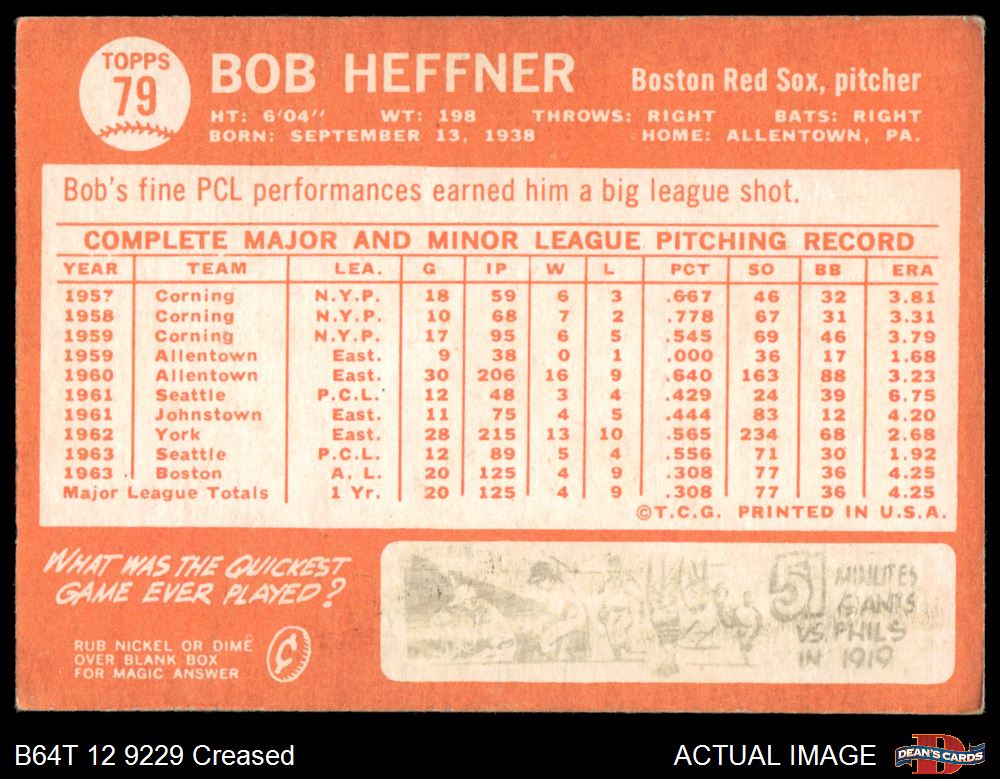 TOPPS
79
BOB HEFFNER
Boston Red Sox, pitcher
HT: 6'04" WT: 198 THROWS: RIGHT BATS: RIGHT
BORN: SEPTEMBER 13, 1938 HOME: ALLENTOWN, PA.
Bob's fine PCL performances earned him a big league shot.
COMPLETE MAJOR AND MINOR LEAGUE PITCHING RECORD
YEAR TEAM LEA. G IP W L PCT SO BB ERA
1957 Corning N.Y.P. 18 59 6 3 .667 46 32 3.81
1958 Corning N.Y.P. 10 68 7 2 .778 67 31 3.31
1959 Corning N.Y.P. 17 95 6 5 .545 69 46 3.79
1959 Allentown East. 9 38 0 1 .000 36 17 1.68
1960 Allentown East. 30 206 16 9 .640 163 88 3.23
1961 Seattle P.C.L. 12 48 3 4 .429 24 39 6.75
1961 Johnstown East. 11 75 4 5 .444 83 12 4.20
1962 York East. 28 215 13 10 .565 234 68 2.68
1963 Seattle P.C.L. 12 89 5 4 .556 71 30 1.92
1963 Boston A. L. 20 125 4 9 .308 77 36 4.25
Major League Totals 1 Yr. 20 125 4 9 .308 77 36 4.25
©T.C.G. PRINTED IN U.S.A.
WHAT WAS THE QUICKEST
GAME EVER PLAYED?
RUB NICKEL OR DIME
OVER BLANK BOX
FOR MAGIC ANSWER
51 MINUTES
GIANTS
VS. PHILS
IN 1919
B64T 12 9229 Creased
ACTUAL IMAGE
DEAN'S CARDS